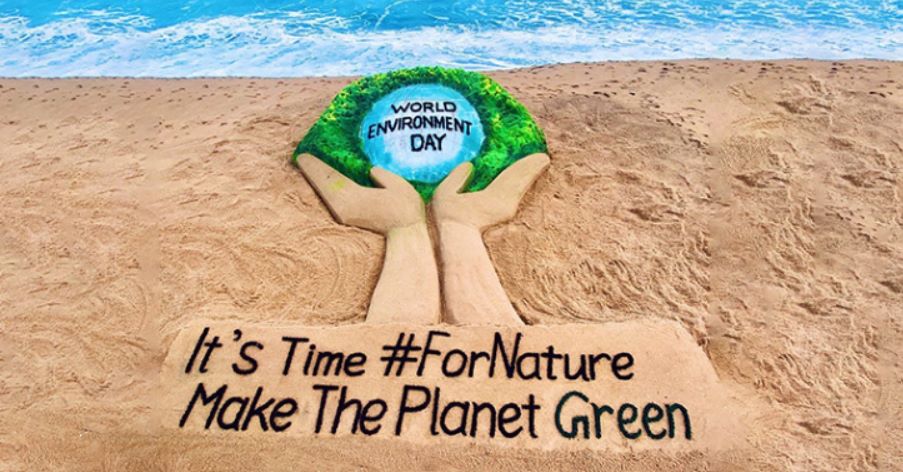 WORLD
ENVIRONMENT
DAY
It's Time #ForNature
Make The Planet Green